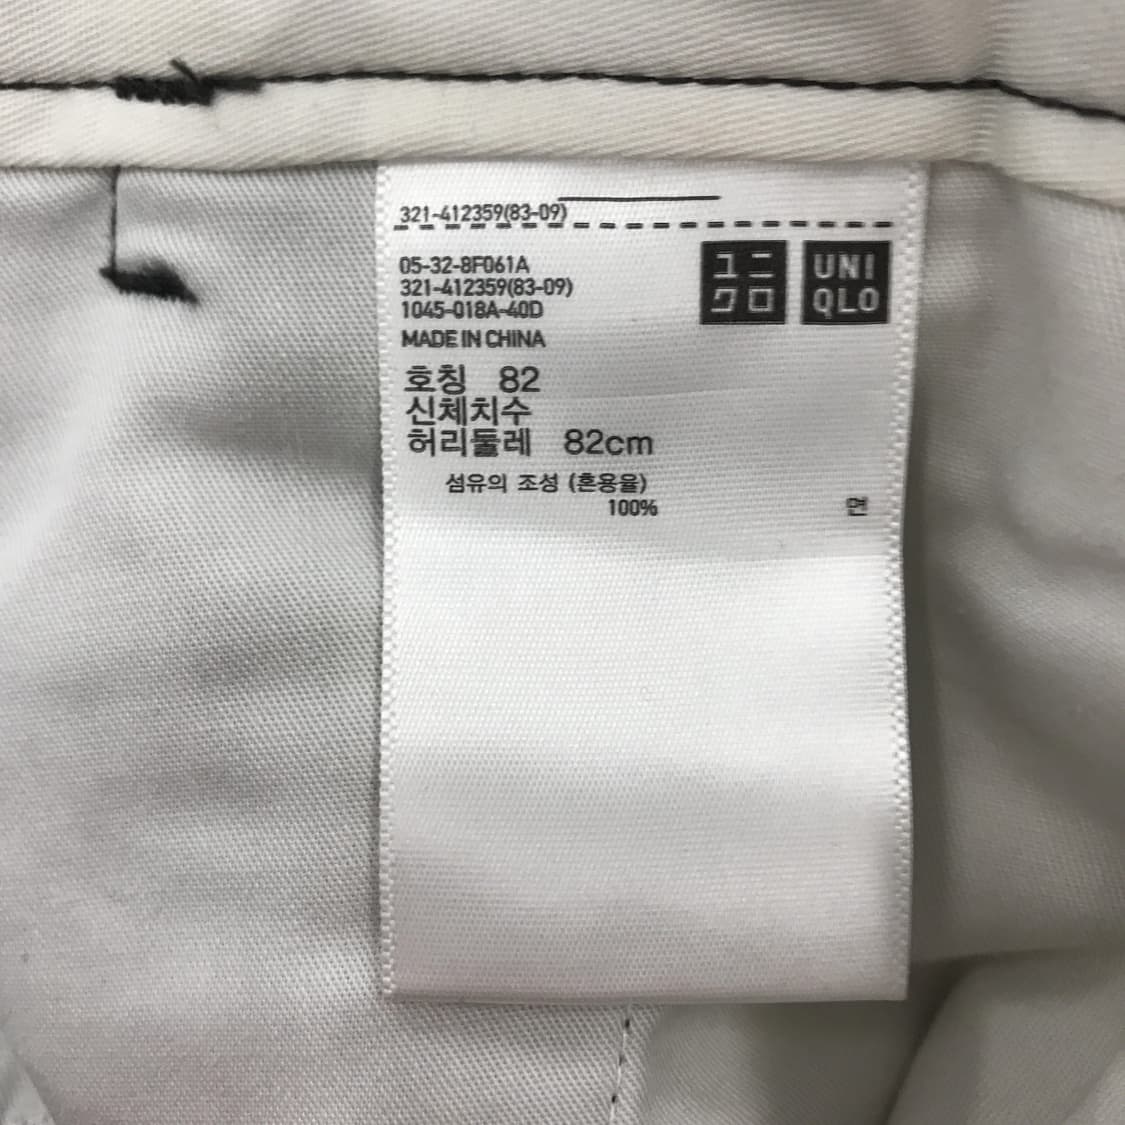 321-412359(83-09)
05-32-8F061A
321-412359(83-09)
1045-018A-40D
ユニ
クロ
UNI
QLO
MADE IN CHINA
호칭 82
신체치수
허리둘레 82cm
섬유의 조성 (혼용율)
100% 면